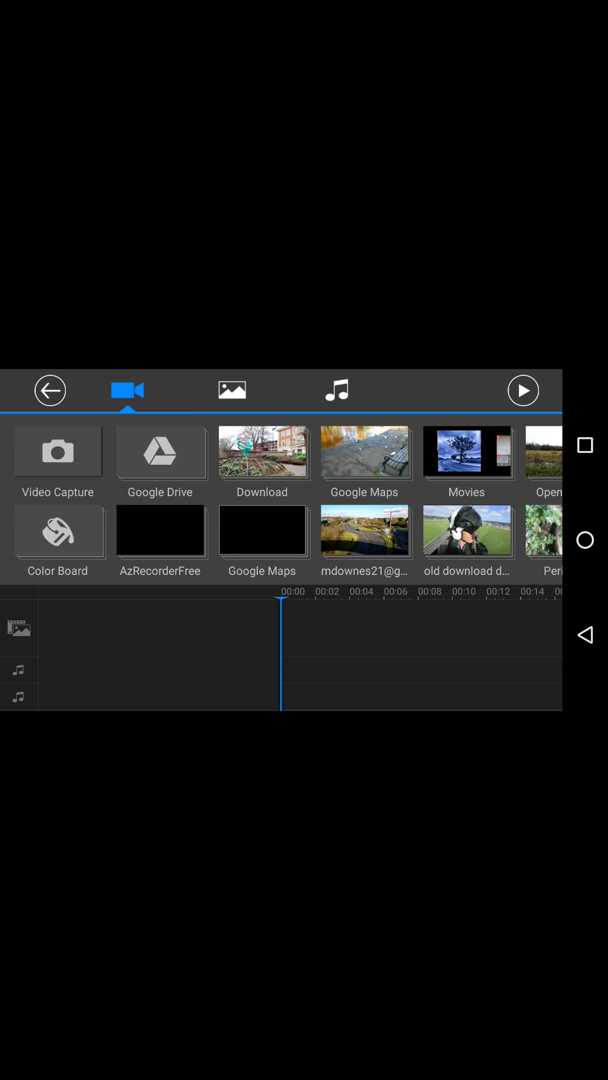 Video Capture
Google Drive
Download
Google Maps
Movies
Open
Color Board
AzRecorderFree
Google Maps
mdownes21@g...
old download d...
Peri
00:00 00:02 00:04 00:06 00:08 00:10 00:12 00:14 00